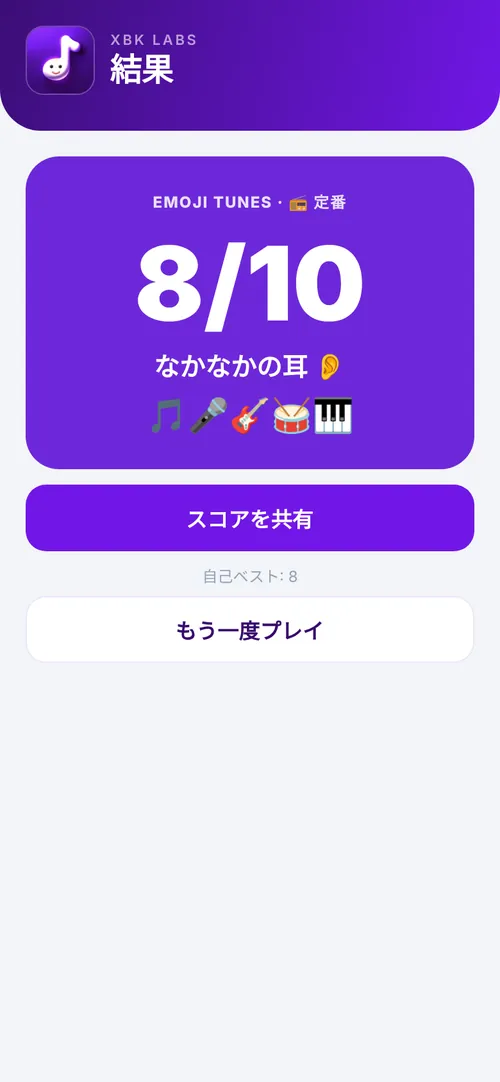 XBK LABS
結果
EMOJI TUNES · 📻 定番
8/10
なかなかの耳 👂
🎵🎤🎸🥁🎹
スコアを共有
自己ベスト: 8
もう一度プレイ